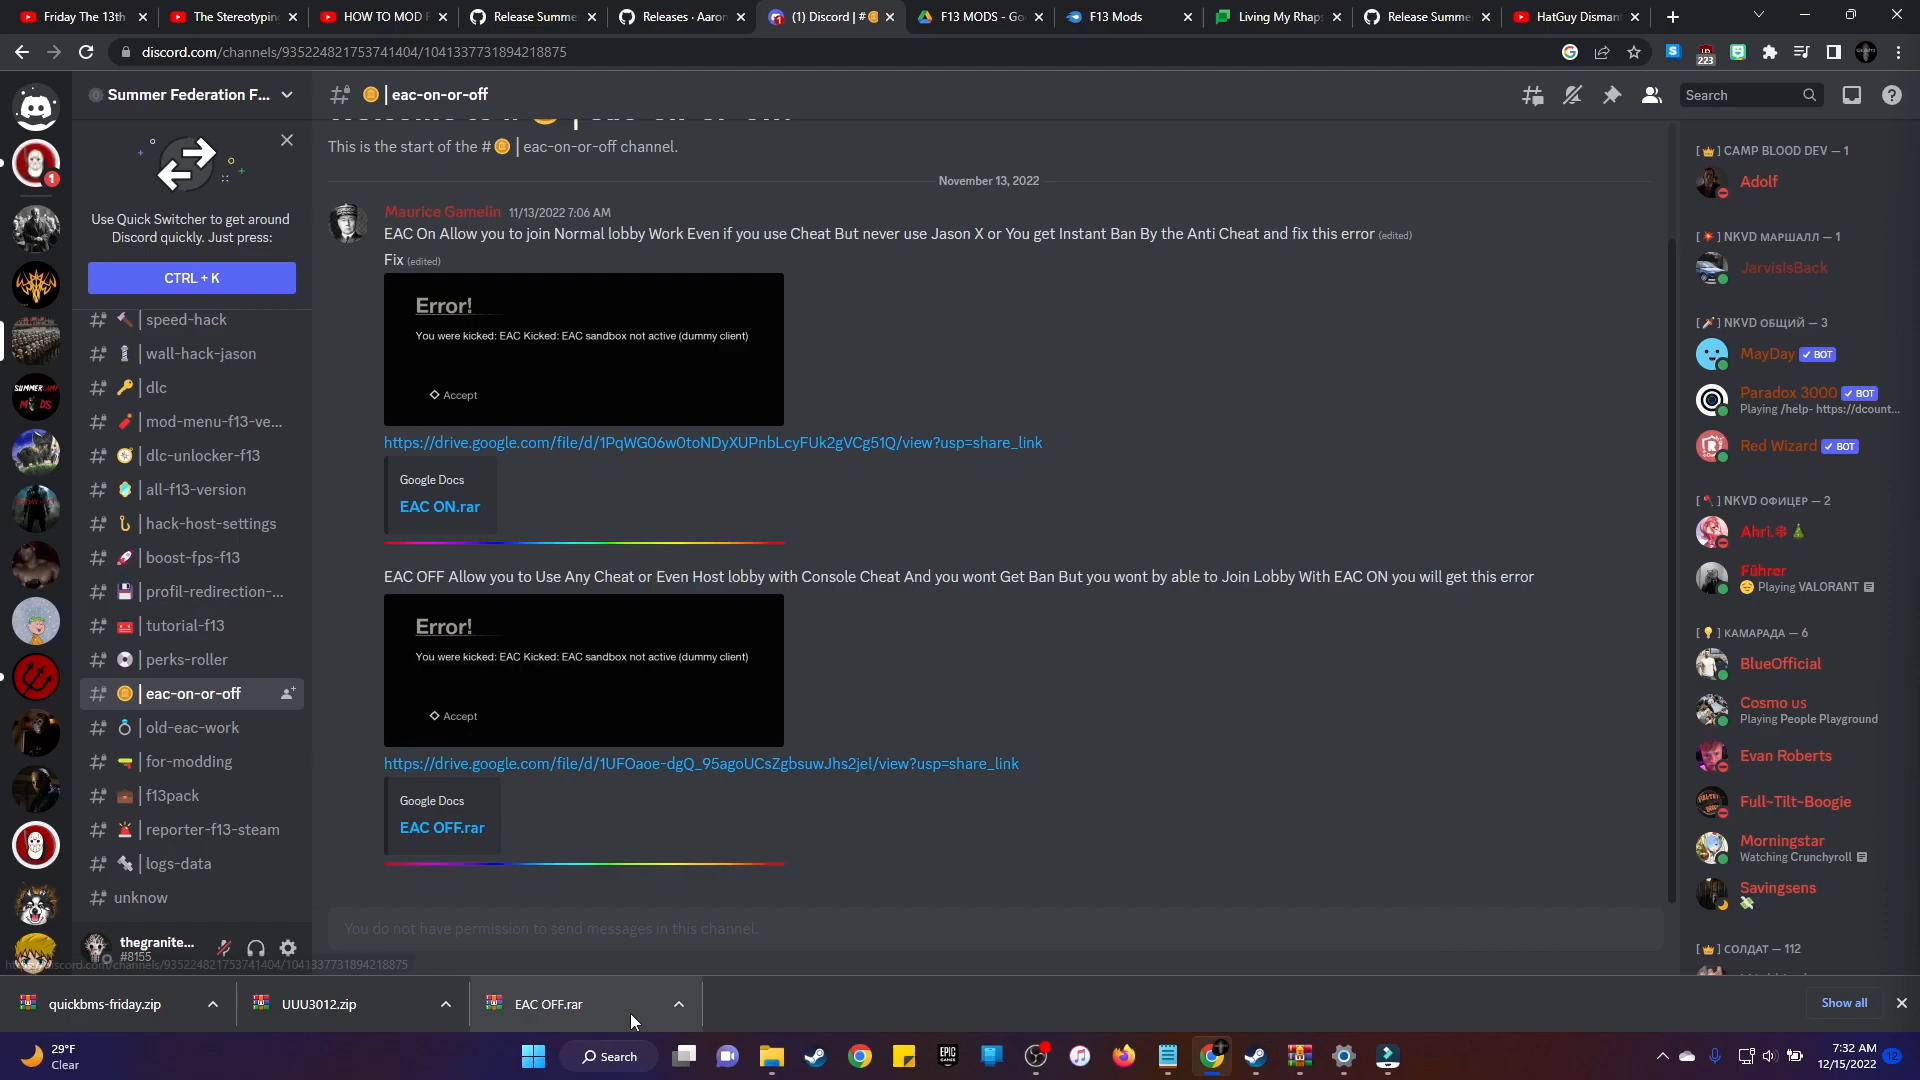 Friday The 13th
The Stereotyping
HOW TO MOD F
Release Summe
Releases · Aaron
(1) Discord | #
F13 MODS - Go
F13 Mods
Living My Rhaps
Release Summe
HatGuy Disman
discord.com/channels/935224821753741404/1041337731894218875
223
Summer Federation F...
eac-on-or-off
Search
This is the start of the # | eac-on-or-off channel.
November 13, 2022
Use Quick Switcher to get around
Discord quickly. Just press:
CTRL + K
speed-hack
wall-hack-jason
dlc
mod-menu-f13-ve...
dlc-unlocker-f13
all-f13-version
hack-host-settings
boost-fps-f13
profil-redirection-...
tutorial-f13
perks-roller
eac-on-or-off
old-eac-work
for-modding
f13pack
reporter-f13-steam
logs-data
unknow
1
SUMMERCAMP
MODS
thegranite...
#8155
discord.com/channels/935224821753741404/1041337731894218875
Maurice Gamelin 11/13/2022 7:06 AM
EAC On Allow you to join Normal lobby Work Even if you use Cheat But never use Jason X or You get Instant Ban By the Anti Cheat and fix this error (edited)
Fix (edited)
Error!
You were kicked: EAC Kicked: EAC sandbox not active (dummy client)
Accept
https://drive.google.com/file/d/1PqWG06w0toNDyXUPnbLcyFUk2gVCg51Q/view?usp=share_link
Google Docs
EAC ON.rar
EAC OFF Allow you to Use Any Cheat or Even Host lobby with Console Cheat And you wont Get Ban But you wont by able to Join Lobby With EAC ON you will get this error
Error!
You were kicked: EAC Kicked: EAC sandbox not active (dummy client)
Accept
https://drive.google.com/file/d/1UFOaoe-dgQ_95agoUCsZgbsuwJhs2jel/view?usp=share_link
Google Docs
EAC OFF.rar
You do not have permission to send messages in this channel.
[👑] CAMP BLOOD DEV — 1
Adolf
[💥] NKVD МАРШАЛЛ — 1
JarvisIsBack
NKVD ОБЩИЙ — 3
MayDay ✓ BOT
Paradox 3000 ✓ BOT
Playing /help- https://dcount...
Red Wizard ✓ BOT
NKVD ОФИЦЕР — 2
Ahri.❄🎄
Führer
Playing VALORANT
[💡] КАМАРАДА — 6
BlueOfficial
Cosmo us
Playing People Playground
Evan Roberts
Full~Tilt~Boogie
Morningstar
Watching Crunchyroll
Savingsens
[👑] СОЛДАТ — 112
quickbms-friday.zip
UUU3012.zip
EAC OFF.rar
Show all
29°F
Clear
Search
EPIC
GAMES
7:32 AM
12/15/2022
12